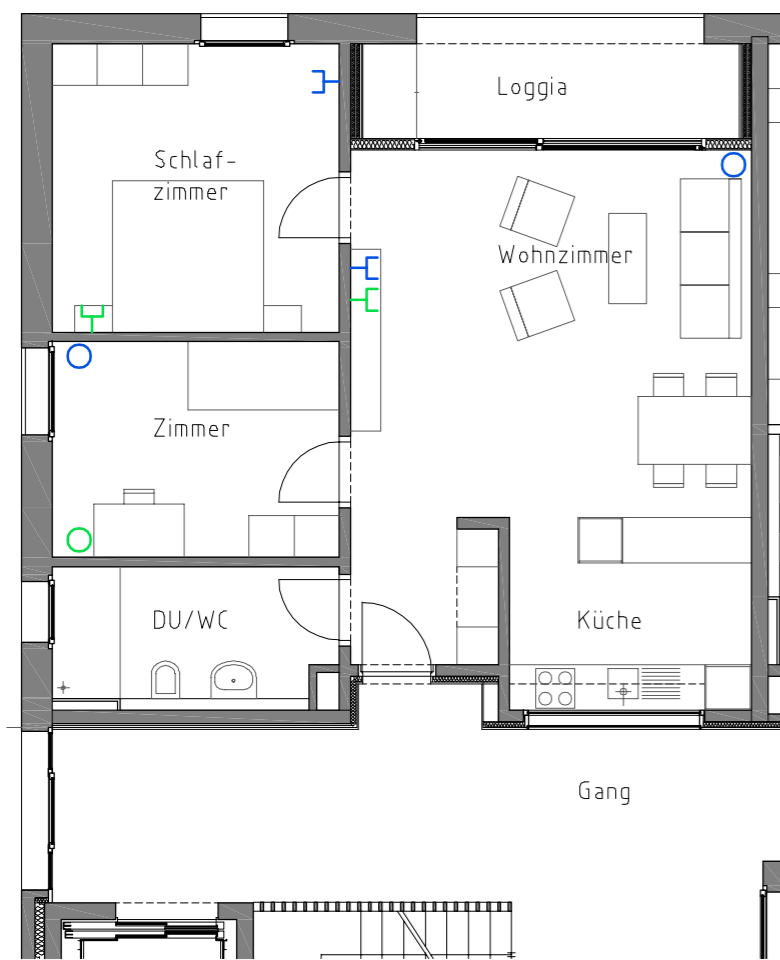 Loggia
Schlaf-
zimmer
Wohnzimmer
Zimmer
DU/WC
Küche
Gang